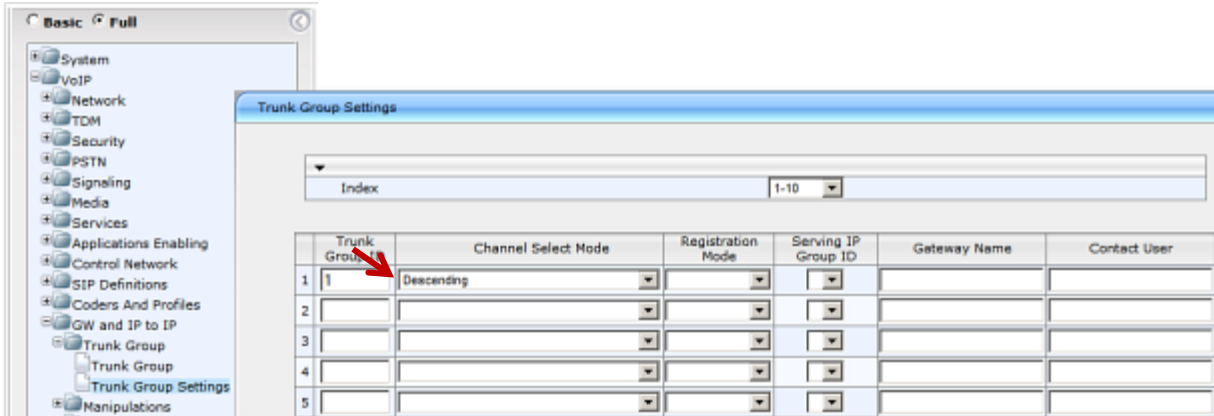 Basic Full
System
VoIP
Network
TDM
Security
PSTN
Signaling
Media
Services
Applications Enabling
Control Network
SIP Definitions
Coders And Profiles
GW and IP to IP
Trunk Group
Trunk Group
Trunk Group Settings
Manipulations
Trunk Group Settings
Index 1-10
Trunk Group ID Channel Select Mode Registration Mode Serving IP Group ID Gateway Name Contact User
1 1 Descending
2
3
4
5